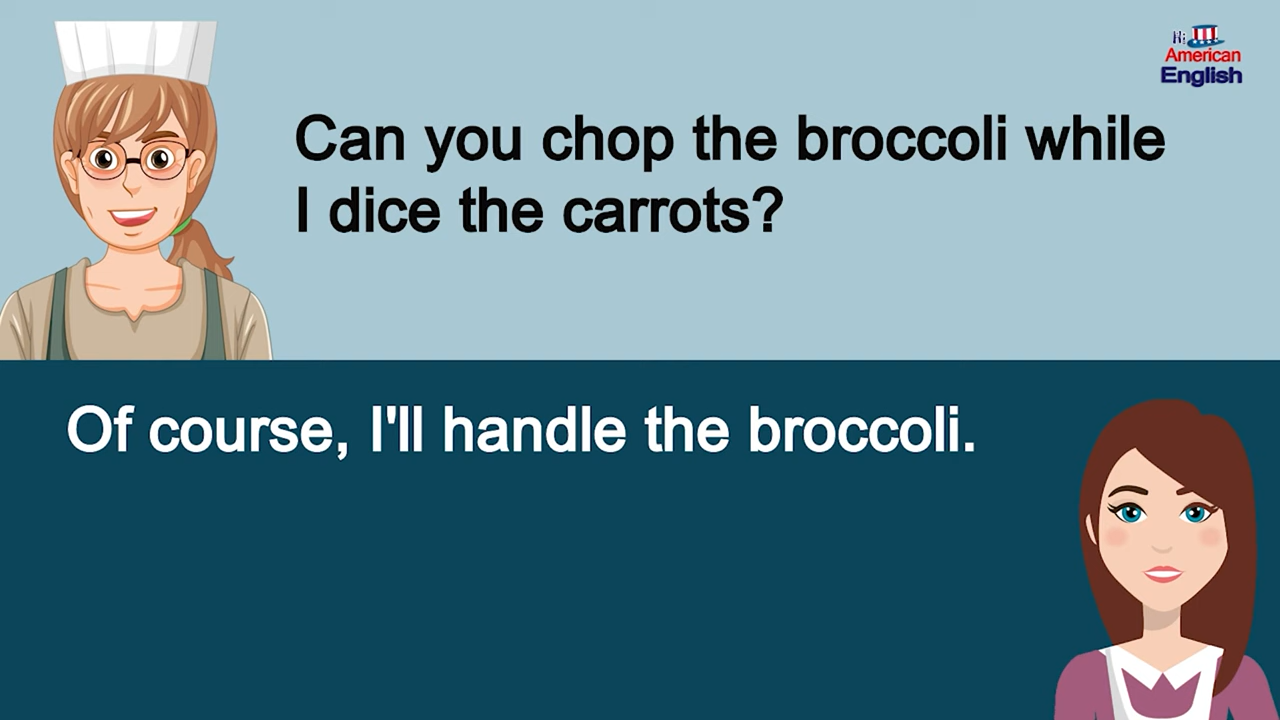 Hi
American
English
Can you chop the broccoli while
I dice the carrots?
Of course, I'll handle the broccoli.